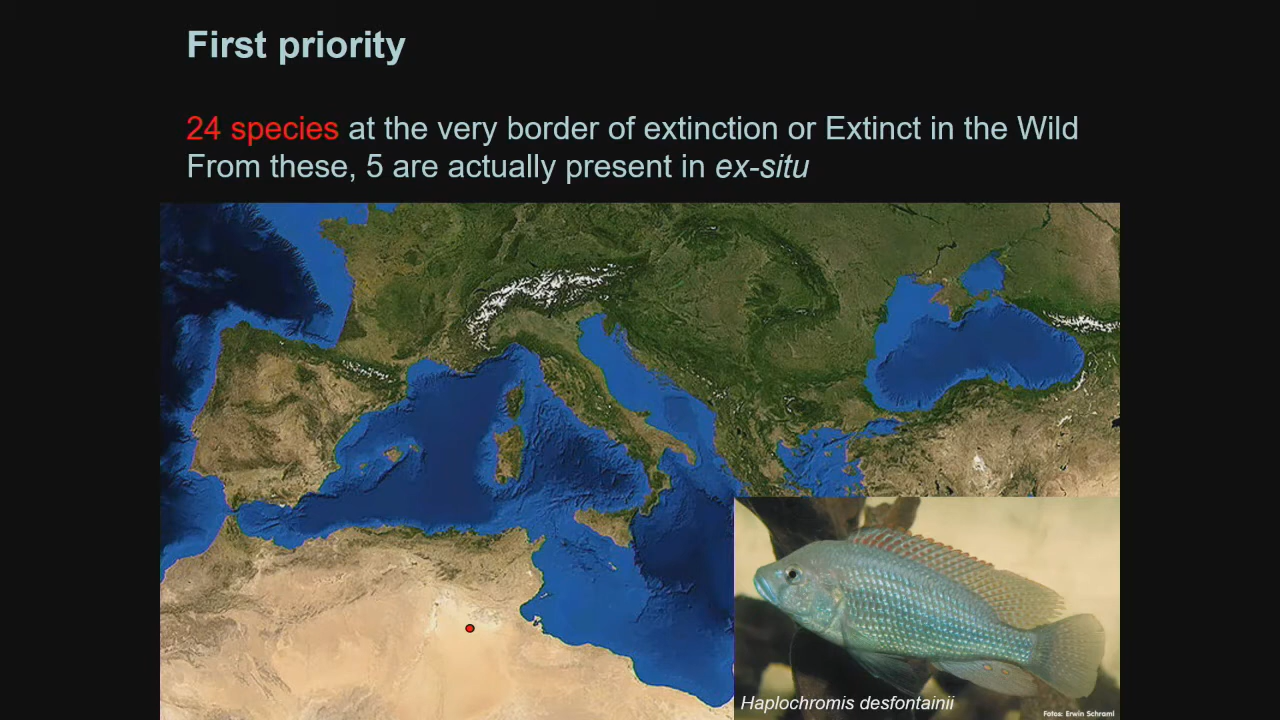 First priority
24 species at the very border of extinction or Extinct in the Wild
From these, 5 are actually present in ex-situ
Haplochromis desfontainii
Fotos: Erwin Schraml